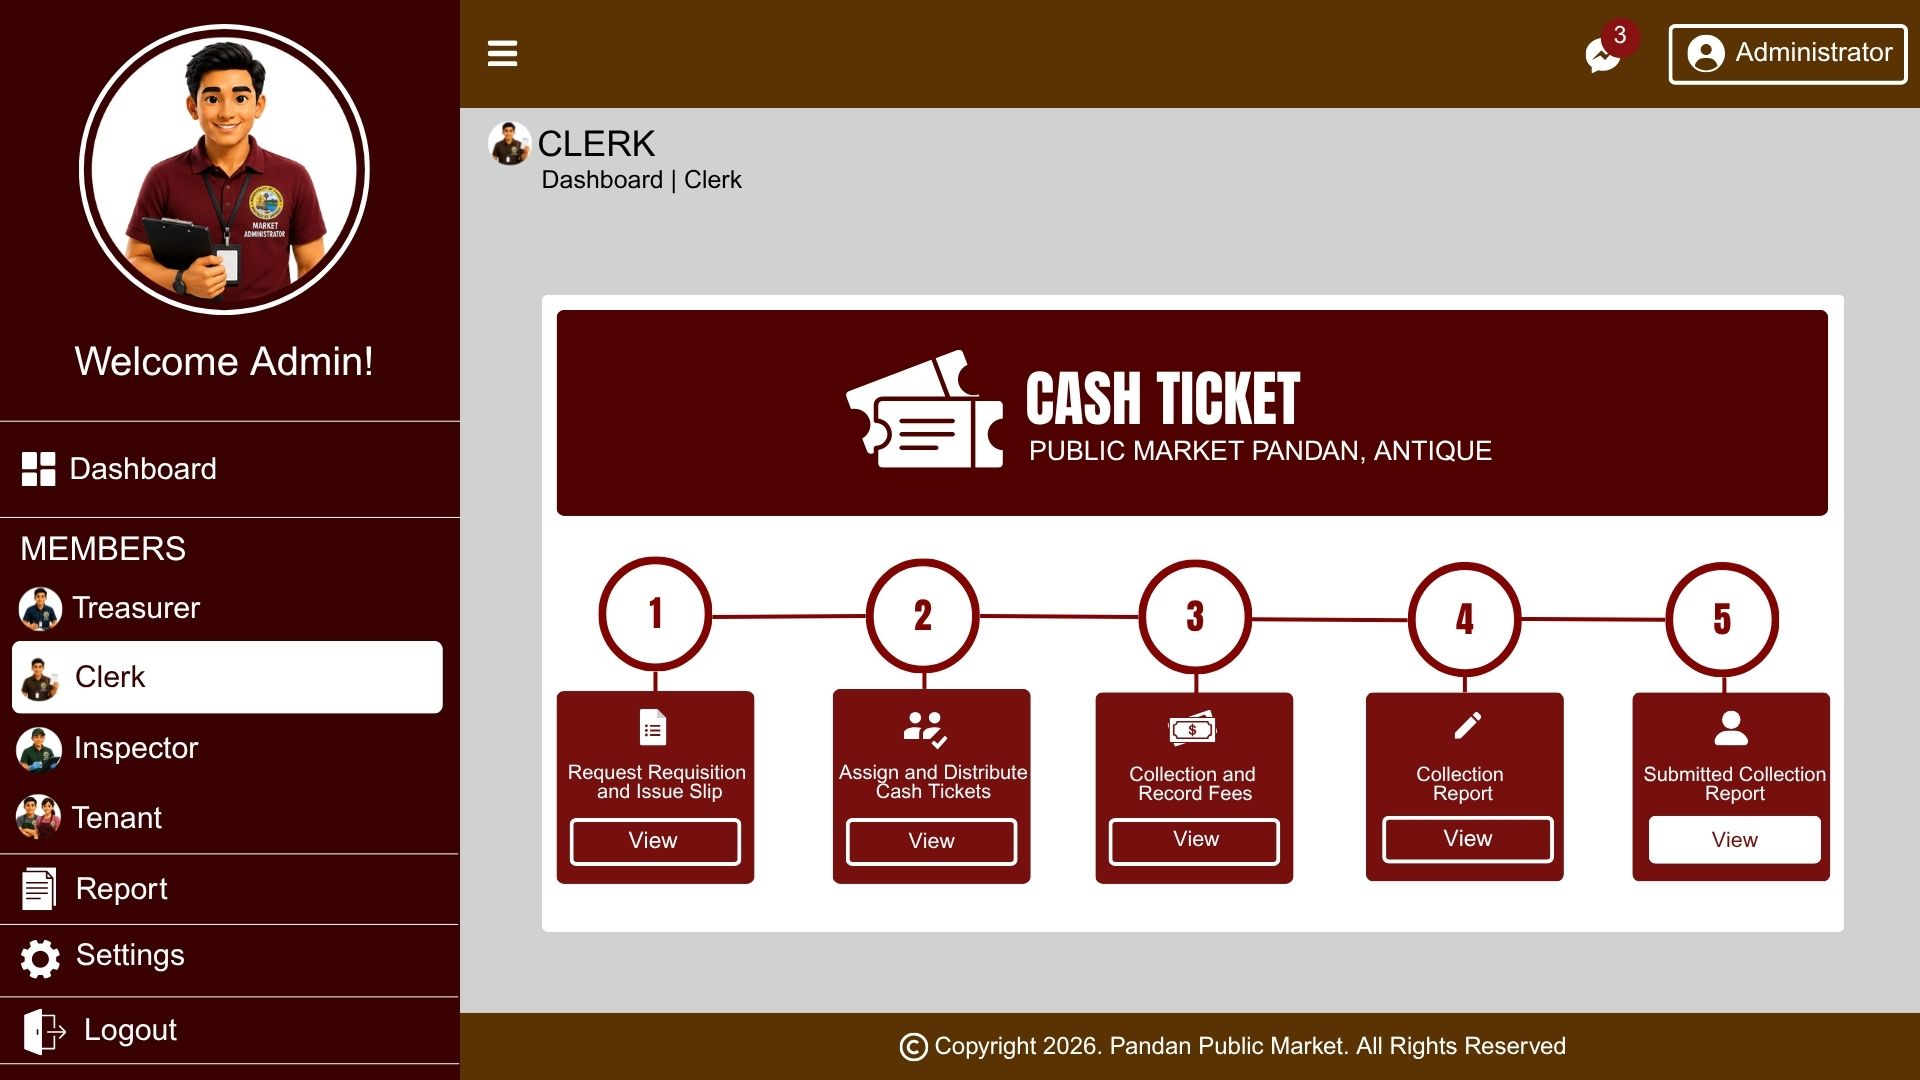 3
Administrator
MARKET
ADMINISTRATOR
Welcome Admin!
Dashboard
MEMBERS
Treasurer
Clerk
Inspector
Tenant
Report
Settings
Logout
CLERK
Dashboard | Clerk
CASH TICKET
PUBLIC MARKET PANDAN, ANTIQUE
1
2
3
4
5
Request Requisition
and Issue Slip
View
Assign and Distribute
Cash Tickets
View
$
Collection and
Record Fees
View
Collection
Report
View
Submitted Collection
Report
View
© Copyright 2026. Pandan Public Market. All Rights Reserved